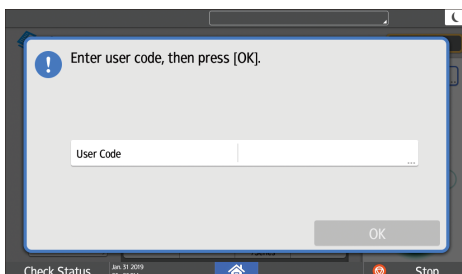 Enter user code, then press [OK].
User Code
...
OK
Check Status
Jan. 31 2019
Stop